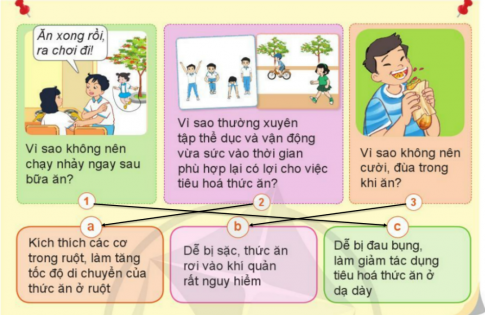 Ăn xong rồi,
ra chơi đi!
Vì sao không nên
chạy nhảy ngay sau
bữa ăn?
Vì sao thường xuyên
tập thể dục và vận động
vừa sức vào thời gian
phù hợp lại có lợi cho việc
tiêu hoá thức ăn?
Vì sao không nên
cười, đùa trong
khi ăn?
1
2
3
a
b
c
Kích thích các cơ
trong ruột, làm tăng
tốc độ di chuyển của
thức ăn ở ruột
Dễ bị sặc, thức ăn
rơi vào khí quản
rất nguy hiểm
Dễ bị đau bụng,
làm giảm tác dụng
tiêu hoá thức ăn ở
dạ dày